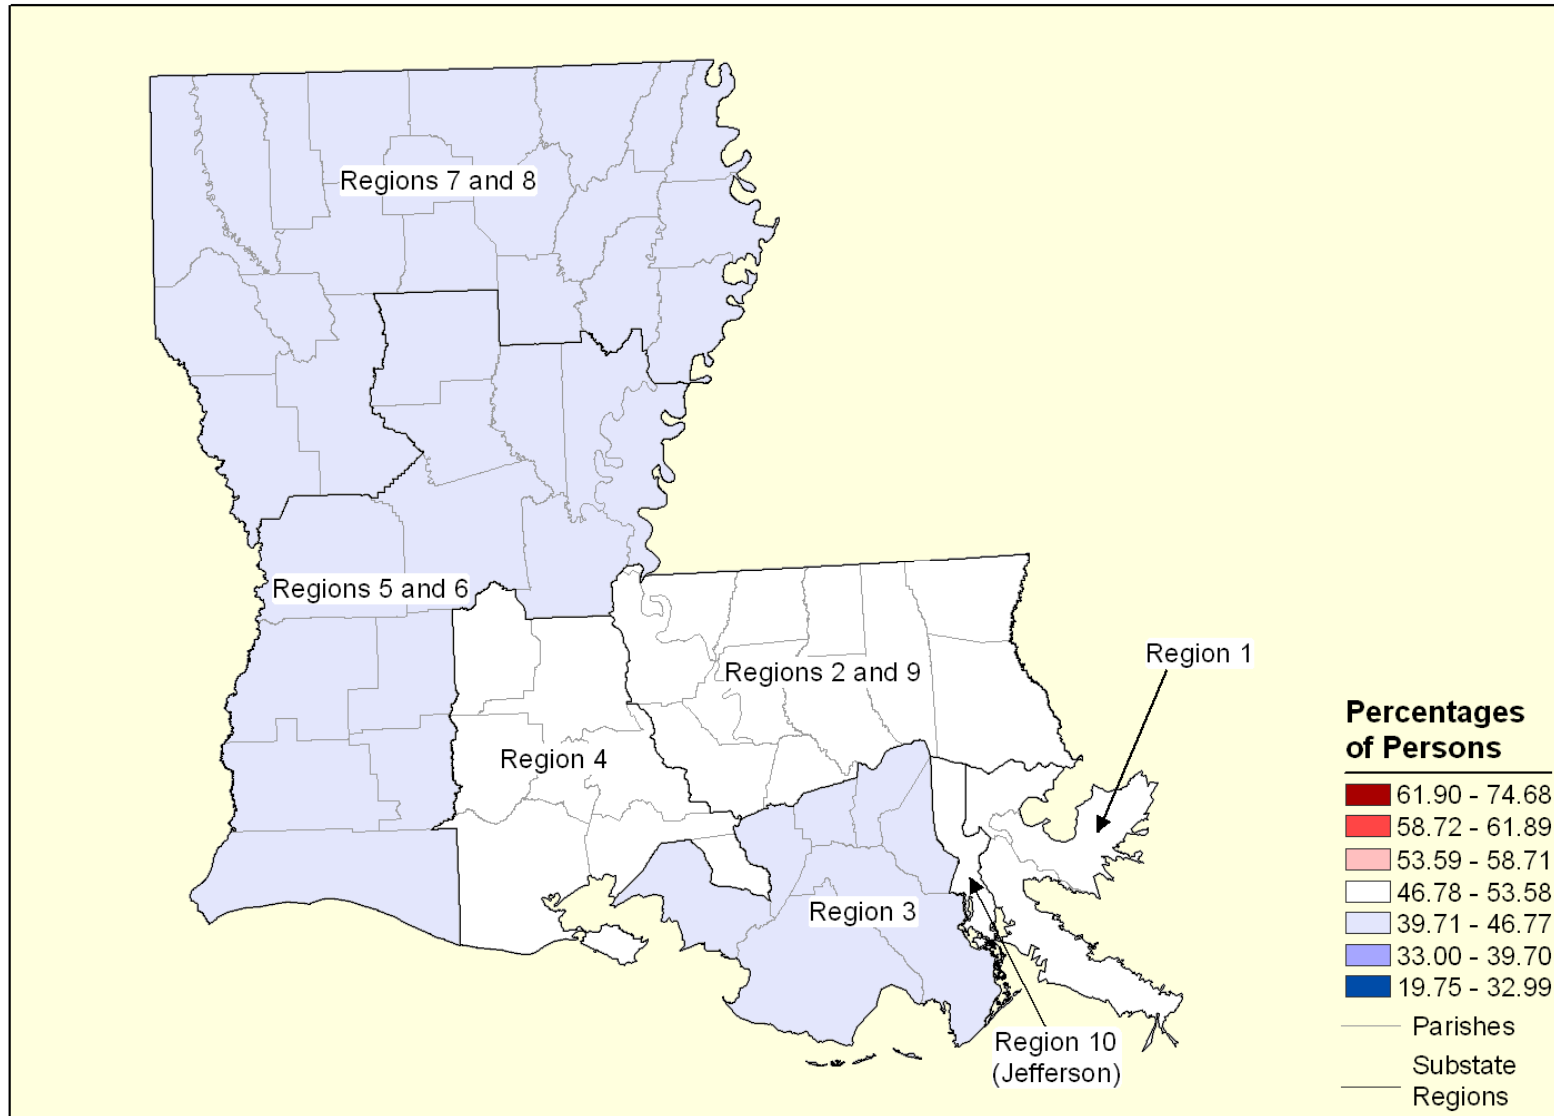 Regions 7 and 8
Regions 5 and 6
Region 1
Regions 2 and 9
Region 4
Region 3
Region 10
(Jefferson)
Percentages
of Persons
61.90 - 74.68
58.72 - 61.89
53.59 - 58.71
46.78 - 53.58
39.71 - 46.77
33.00 - 39.70
19.75 - 32.99
Parishes
Substate
Regions